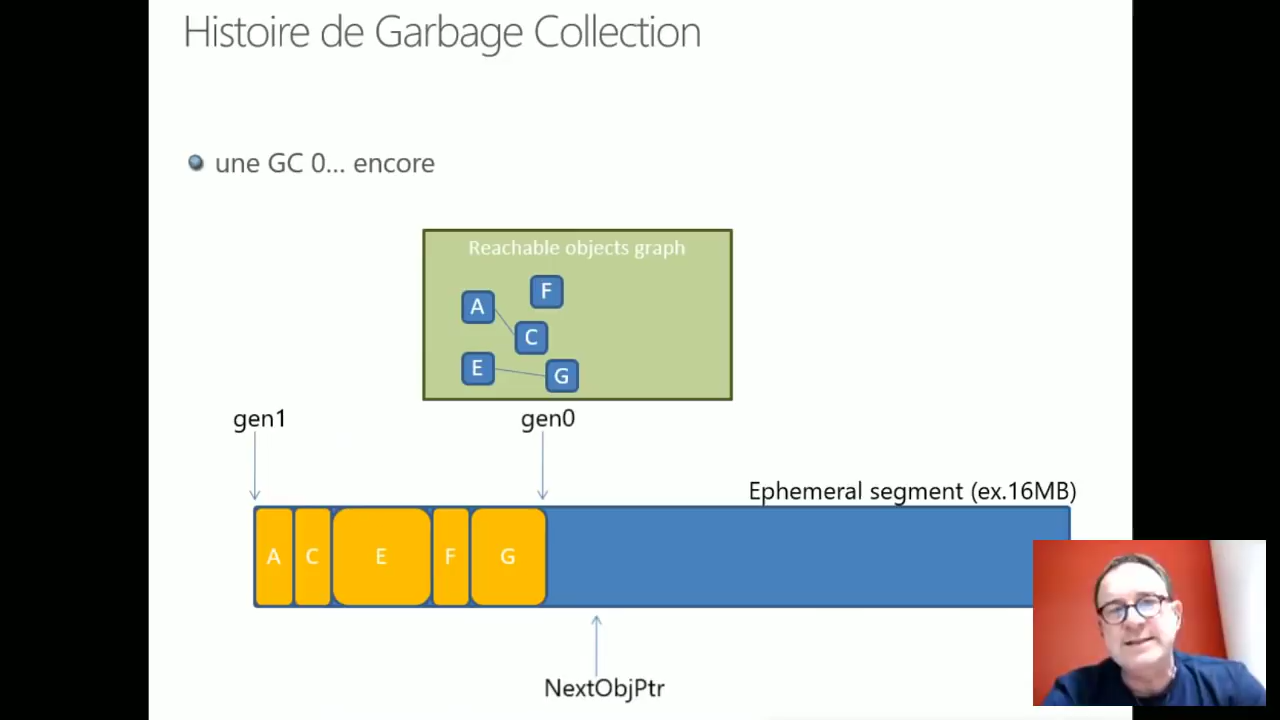 Histoire de Garbage Collection
une GC 0... encore
Reachable objects graph
F
A
C
E
G
gen1
gen0
Ephemeral segment (ex.16MB)
A C E F G
NextObjPtr